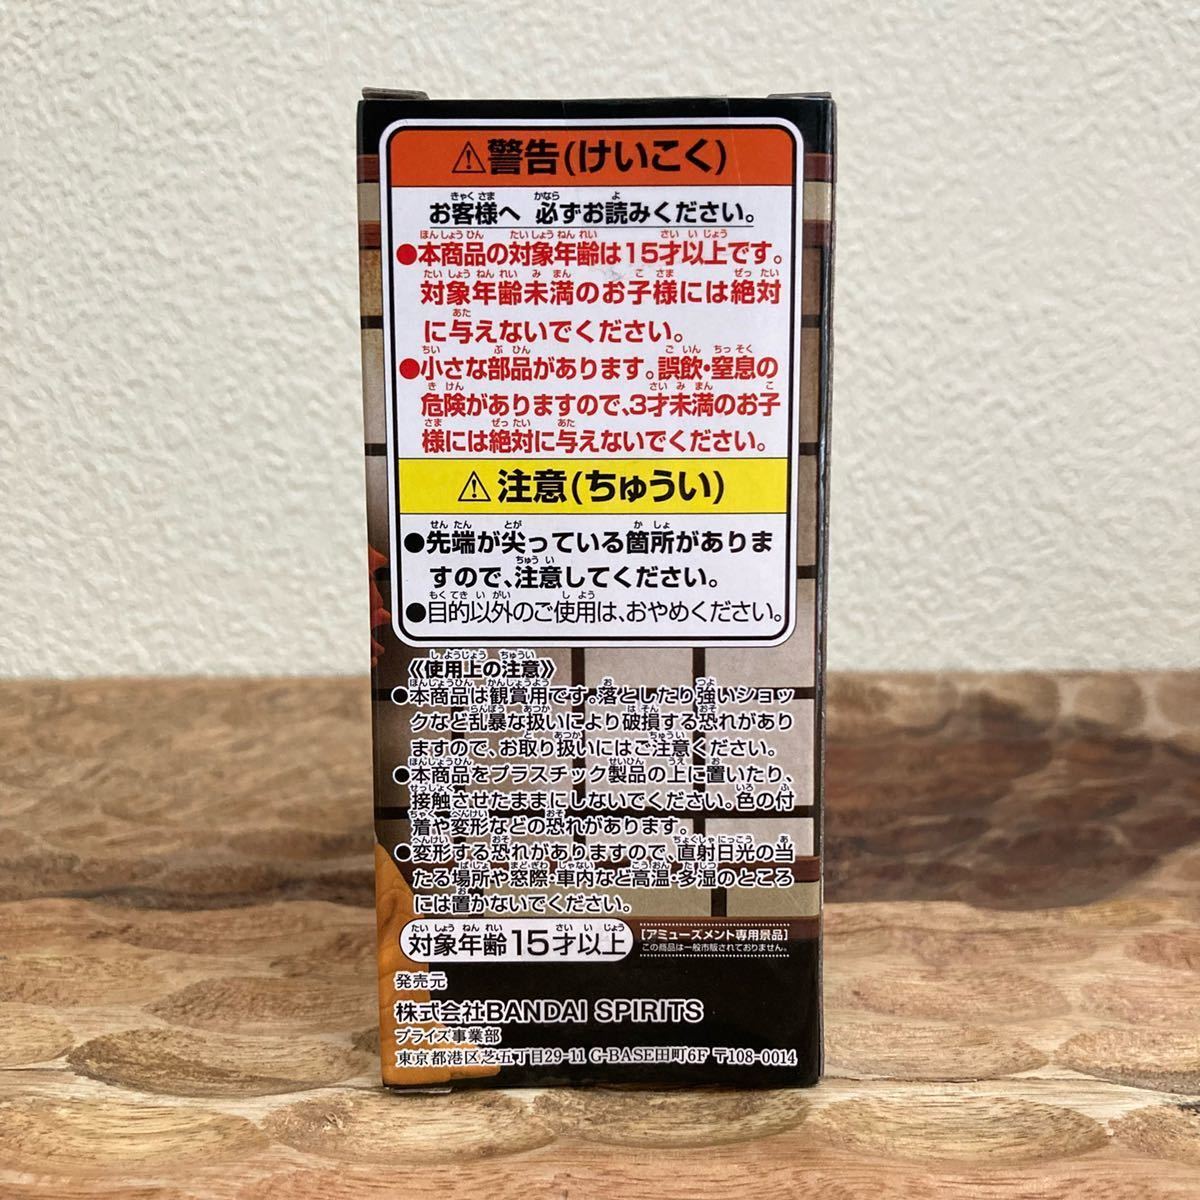 ⚠警告(けいこく)
お客様へ 必ずお読みください。
●本商品の対象年齢は15才以上です。
対象年齢未満のお子様には絶対
に与えないでください。
●小さな部品があります。誤飲・窒息の
危険がありますので、3才未満のお子
様には絶対に与えないでください。
⚠注意(ちゅうい)
●先端が尖っている箇所がありま
すので、注意してください。
●目的以外のご使用は、おやめください。
《使用上の注意》
●本商品は観賞用です。落としたり強いショッ
クなど乱暴な扱いにより破損する恐れがあり
ますので、お取り扱いにはご注意ください。
●本商品をプラスチック製品の上に置いたり、
接触させたままにしないでください。色の付
着や変形などの恐れがあります。
●変形する恐れがありますので、直射日光の当
たる場所や窓際・車内など高温・多湿のところ
には置かないでください。
対象年齢15才以上
[アミューズメント専用景品]
この商品は一般市販されておりません。
発売元
株式会社BANDAI SPIRITS
プライズ事業部
東京都港区芝五丁目29-11 G-BASE田町6F 〒108-0014